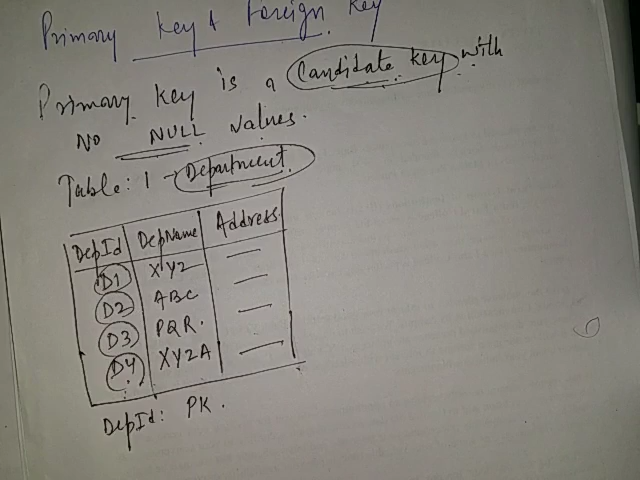 Primary Key & Foreign Key
Primary Key is a Candidate key with
No NULL values.
Table: 1 → Department
DepId DepName Address
D1 XYZ —
D2 ABC —
D3 PQR. —
D4 XYZA —
DepId: PK.